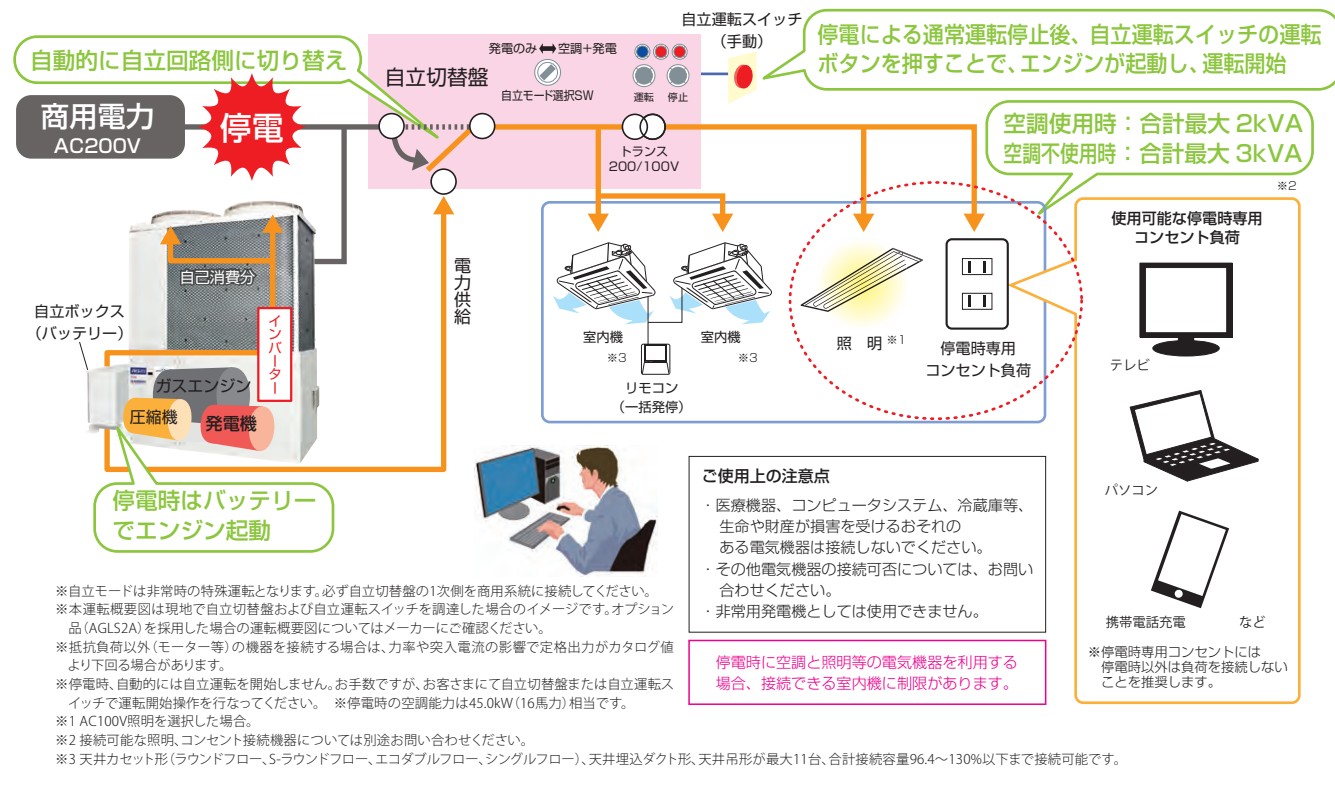 自動的に自立回路側に切り替え
商用電力
AC200V
停電
発電のみ⬌空調+発電
自立切替盤
自立モード選択SW
運転 停止
トランス
200/100V
自立運転スイッチ
（手動）
停電による通常運転停止後、自立運転スイッチの運転
ボタンを押すことで、エンジンが起動し、運転開始
空調使用時：合計最大 2kVA
空調不使用時：合計最大 3kVA
※2
自己消費分
自立ボックス
（バッテリー）
インバーター
ガスエンジン
圧縮機
発電機
電力供給
停電時はバッテリー
でエンジン起動
室内機
※3
室内機
※3
リモコン
（一括発停）
照 明※1
停電時専用
コンセント負荷
使用可能な停電時専用
コンセント負荷
テレビ
パソコン
携帯電話充電 など
※停電時専用コンセントには
停電時以外は負荷を接続しない
ことを推奨します。
ご使用上の注意点
・医療機器、コンピュータシステム、冷蔵庫等、
生命や財産が損害を受けるおそれの
ある電気機器は接続しないでください。
・その他電気機器の接続可否については、お問い
合わせください。
・非常用発電機としては使用できません。
停電時に空調と照明等の電気機器を利用する
場合、接続できる室内機に制限があります。
※自立モードは非常時の特殊運転となります。必ず自立切替盤の1次側を商用系統に接続してください。
※本運転概要図は現地で自立切替盤および自立運転スイッチを調達した場合のイメージです。オプション
品（AGLS2A）を採用した場合の運転概要図についてはメーカーにご確認ください。
※抵抗負荷以外（モーター等）の機器を接続する場合は、力率や突入電流の影響で定格出力がカタログ値
より下回る場合があります。
※停電時、自動的には自立運転を開始しません。お手数ですが、お客さまにて自立切替盤または自立運転ス
イッチで運転開始操作を行なってください。 ※停電時の空調能力は45.0kW（16馬力）相当です。
※1 AC100V照明を選択した場合。
※2 接続可能な照明、コンセント接続機器については別途お問い合わせください。
※3 天井カセット形（ラウンドフロー、S-ラウンドフロー、エコダブルフロー、シングルフロー）、天井埋込ダクト形、天井吊形が最大11台、合計接続容量96.4〜130%以下まで接続可能です。